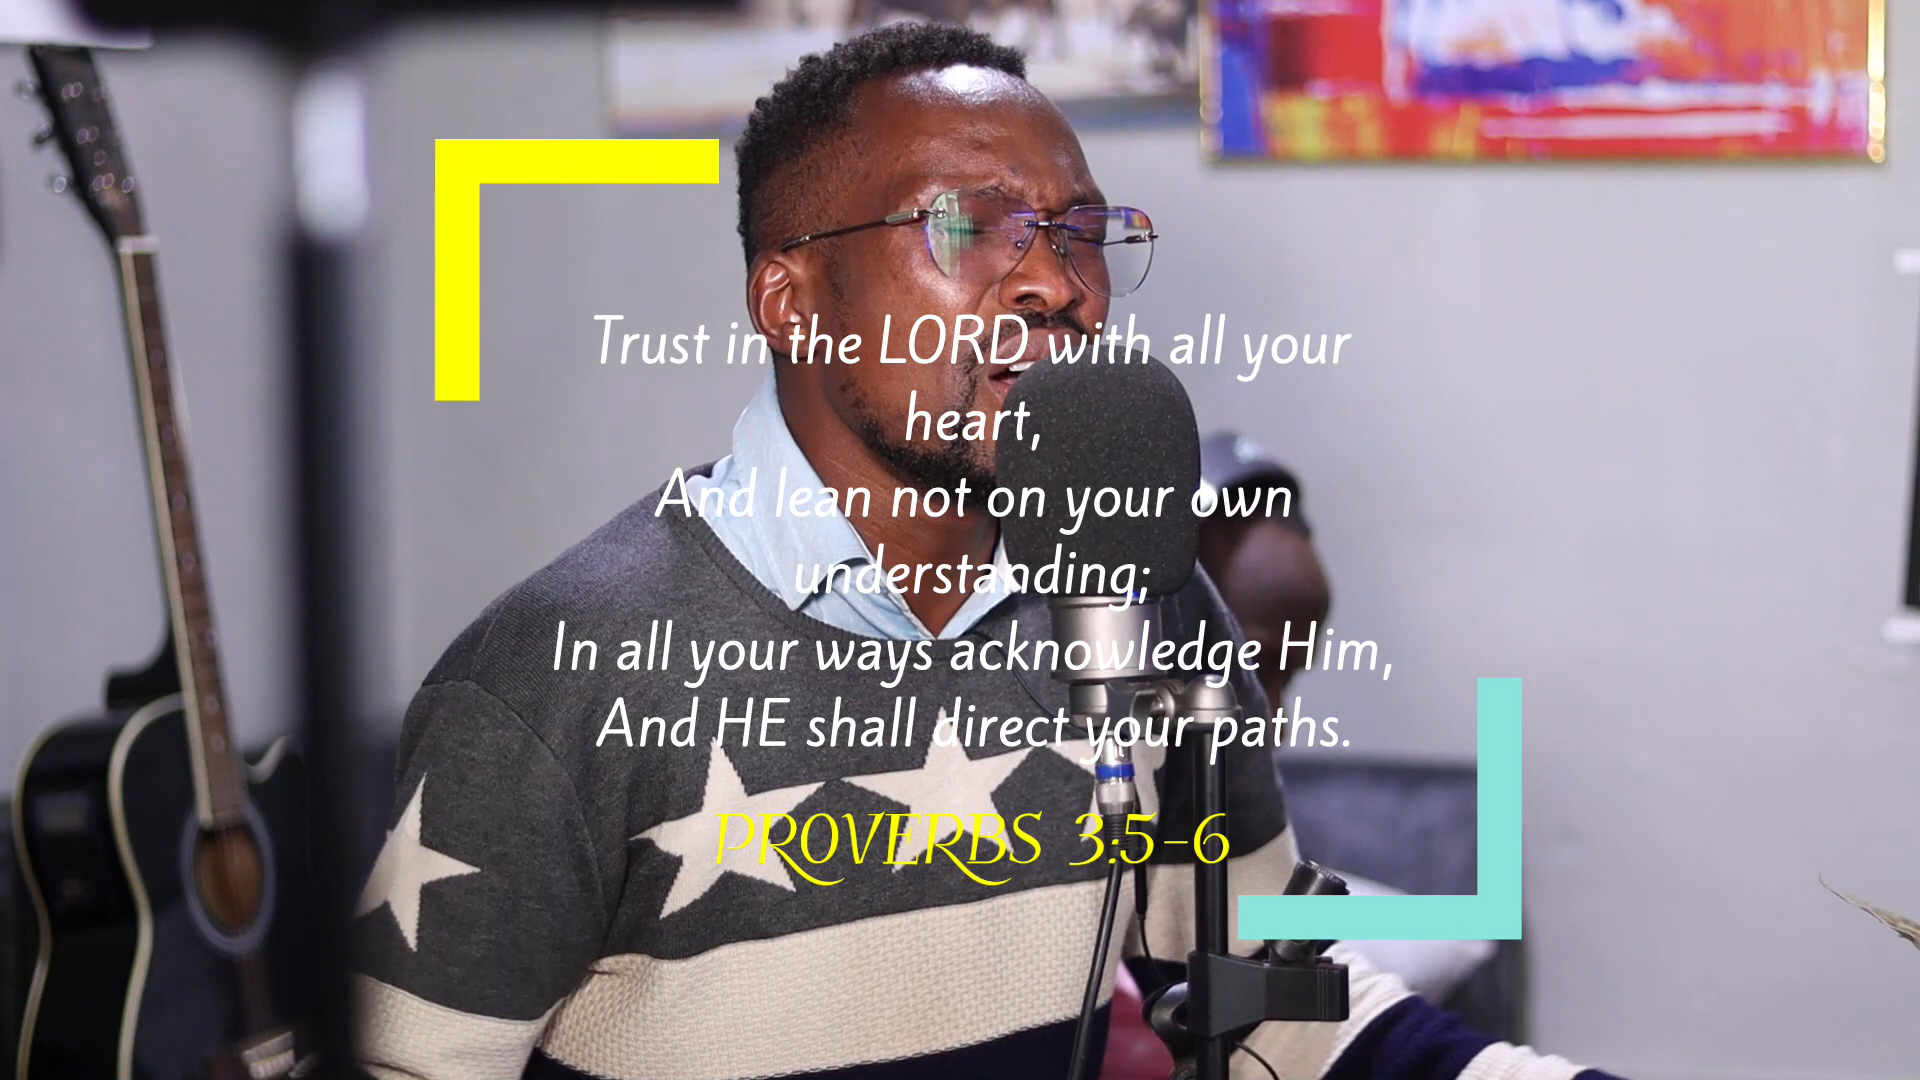 Trust in the LORD with all your
heart,
And lean not on your own
understanding;
In all your ways acknowledge Him,
And HE shall direct your paths.
PROVERBS 3:5-6